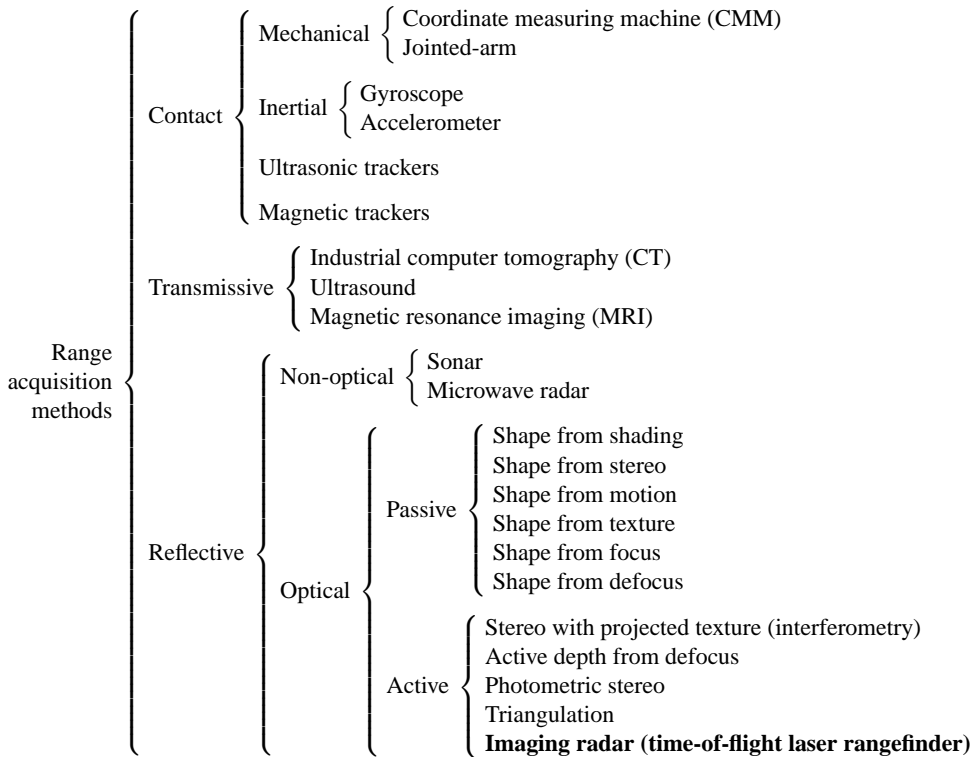 Range
acquisition
methods
Contact
Mechanical
Coordinate measuring machine (CMM)
Jointed-arm
Inertial
Gyroscope
Accelerometer
Ultrasonic trackers
Magnetic trackers
Transmissive
Industrial computer tomography (CT)
Ultrasound
Magnetic resonance imaging (MRI)
Reflective
Non-optical
Sonar
Microwave radar
Optical
Passive
Shape from shading
Shape from stereo
Shape from motion
Shape from texture
Shape from focus
Shape from defocus
Active
Stereo with projected texture (interferometry)
Active depth from defocus
Photometric stereo
Triangulation
Imaging radar (time-of-flight laser rangefinder)